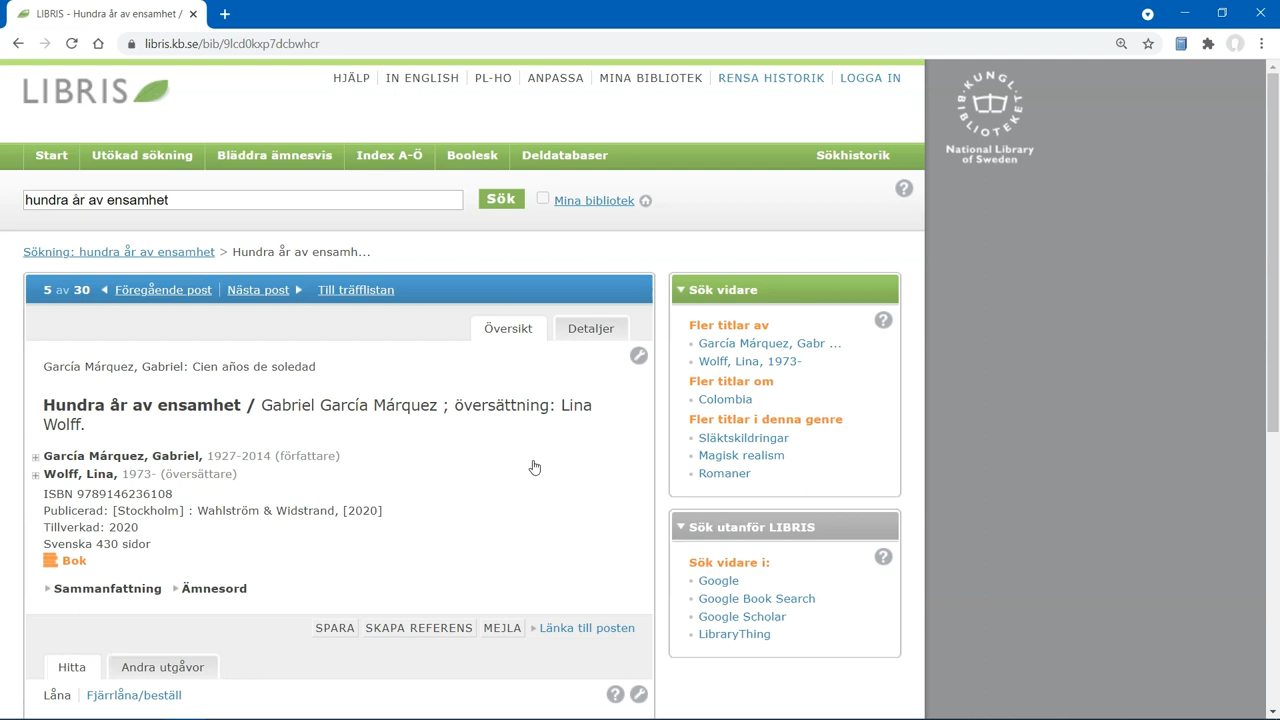 LIBRIS - Hundra år av ensamhet /
libris.kb.se/bib/9lcd0kxp7dcbwhcr
LIBRIS
HJÄLP IN ENGLISH PL-HO ANPASSA MINA BIBLIOTEK RENSA HISTORIK LOGGA IN
KUNGL. BIBLIOTEKET
National Library
of Sweden
Start Utökad sökning Bläddra ämnesvis Index A-Ö Boolesk Deldatabaser Sökhistorik
hundra år av ensamhet Sök Mina bibliotek
Sökning: hundra år av ensamhet > Hundra år av ensamh...
5 av 30 Föregående post Nästa post Till träfflistan
Översikt Detaljer
García Márquez, Gabriel: Cien años de soledad
Hundra år av ensamhet / Gabriel García Márquez ; översättning: Lina
Wolff.
García Márquez, Gabriel, 1927-2014 (författare)
Wolff, Lina, 1973- (översättare)
ISBN 9789146236108
Publicerad: [Stockholm] : Wahlström & Widstrand, [2020]
Tillverkad: 2020
Svenska 430 sidor
Bok
Sammanfattning Ämnesord
SPARA SKAPA REFERENS MEJLA Länka till posten
Hitta Andra utgåvor
Låna Fjärrlåna/beställ
Sök vidare
Fler titlar av
García Márquez, Gabr ...
Wolff, Lina, 1973-
Fler titlar om
Colombia
Fler titlar i denna genre
Släktskildringar
Magisk realism
Romaner
Sök utanför LIBRIS
Sök vidare i:
Google
Google Book Search
Google Scholar
LibraryThing